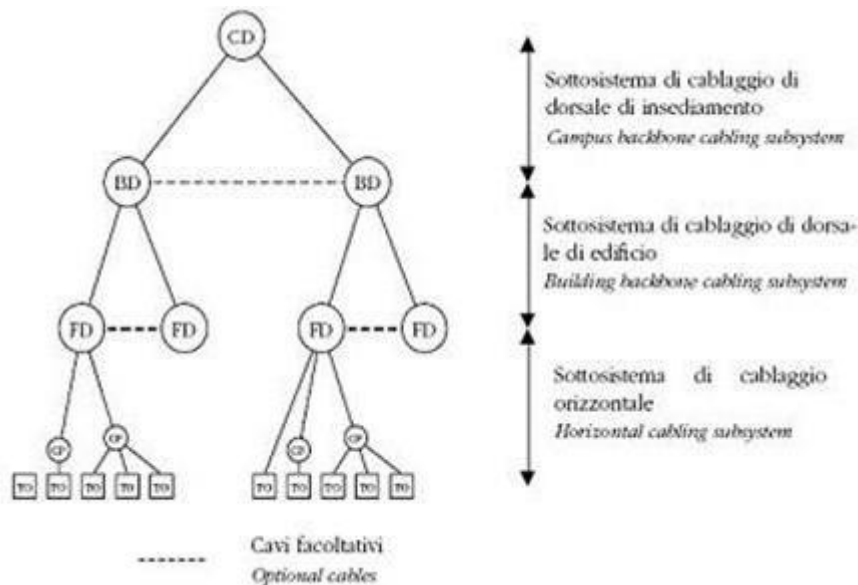 CD
Sottosistema di cablaggio di
dorsale di insediamento
Campus backbone cabling subsystem
BD BD
Sottosistema di cablaggio di dorsa-
le di edificio
Building backbone cabling subsystem
FD FD FD FD
Sottosistema di cablaggio
orizzontale
Horizontal cabling subsystem
CP CP CP CP
TO TO TO TO TO TO TO TO TO TO
Cavi facoltativi
Optional cables